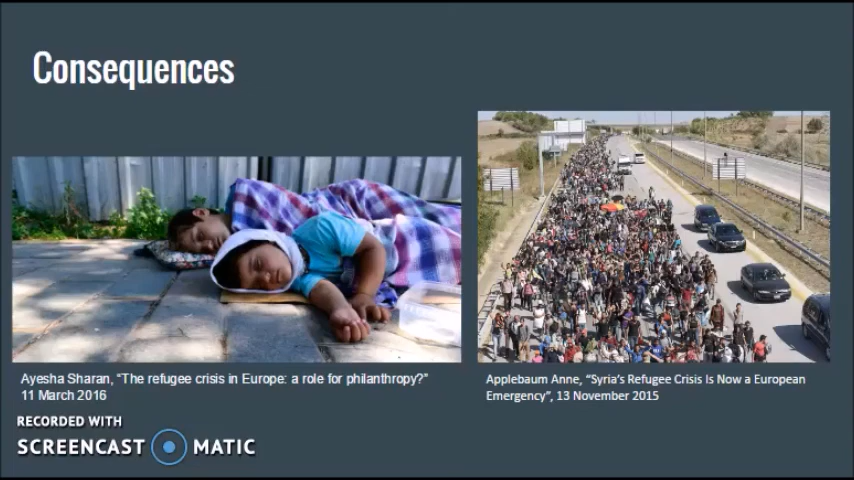 Consequences
Ayesha Sharan, “The refugee crisis in Europe: a role for philanthropy?”
11 March 2016
Applebaum Anne, “Syria's Refugee Crisis Is Now a European
Emergency”, 13 November 2015
RECORDED WITH
SCREENCAST MATIC